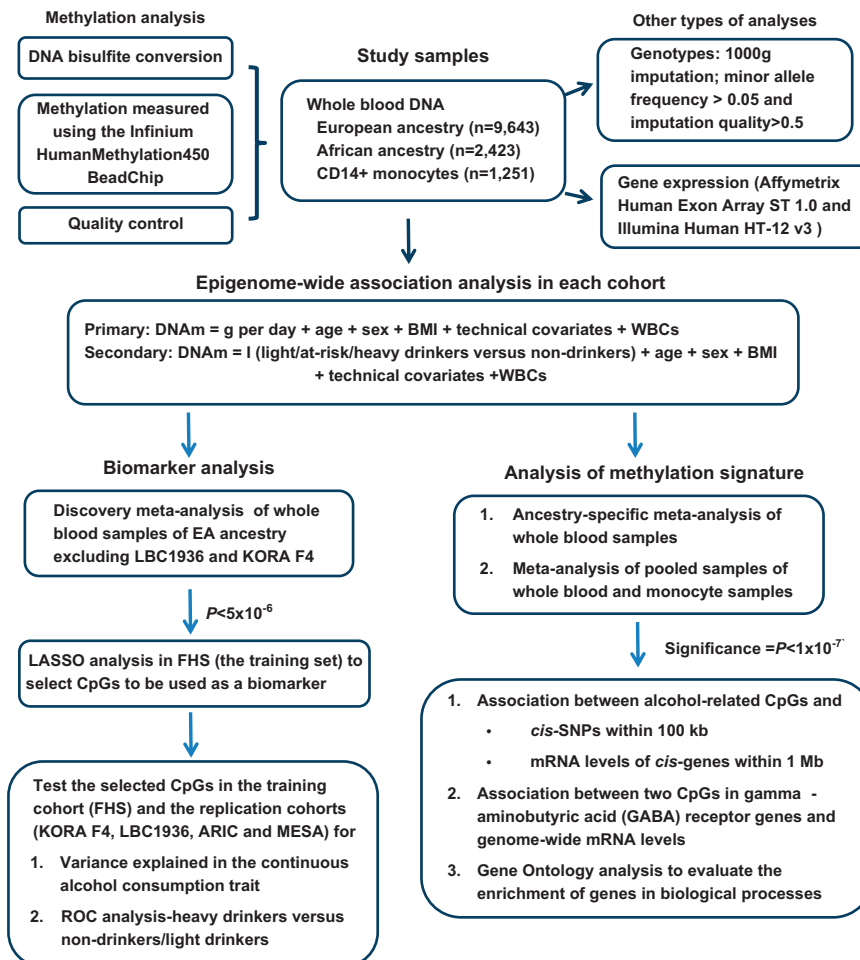 Methylation analysis
DNA bisulfite conversion
Methylation measured
using the Infinium
HumanMethylation450
BeadChip
Quality control
Study samples
Whole blood DNA
European ancestry (n=9,643)
African ancestry (n=2,423)
CD14+ monocytes (n=1,251)
Other types of analyses
Genotypes: 1000g
imputation; minor allele
frequency > 0.05 and
imputation quality>0.5
Gene expression (Affymetrix
Human Exon Array ST 1.0 and
Illumina Human HT-12 v3 )
Epigenome-wide association analysis in each cohort
Primary: DNAm = g per day + age + sex + BMI + technical covariates + WBCs
Secondary: DNAm = I (light/at-risk/heavy drinkers versus non-drinkers) + age + sex + BMI
+ technical covariates +WBCs
Biomarker analysis
Discovery meta-analysis of whole
blood samples of EA ancestry
excluding LBC1936 and KORA F4
P<5x10⁻⁶
LASSO analysis in FHS (the training set) to
select CpGs to be used as a biomarker
Test the selected CpGs in the training
cohort (FHS) and the replication cohorts
(KORA F4, LBC1936, ARIC and MESA) for
1. Variance explained in the continuous
alcohol consumption trait
2. ROC analysis-heavy drinkers versus
non-drinkers/light drinkers
Analysis of methylation signature
1. Ancestry-specific meta-analysis of
whole blood samples
2. Meta-analysis of pooled samples of
whole blood and monocyte samples
Significance =P<1x10⁻⁷
1. Association between alcohol-related CpGs and
• cis-SNPs within 100 kb
• mRNA levels of cis-genes within 1 Mb
2. Association between two CpGs in gamma -
aminobutyric acid (GABA) receptor genes and
genome-wide mRNA levels
3. Gene Ontology analysis to evaluate the
enrichment of genes in biological processes